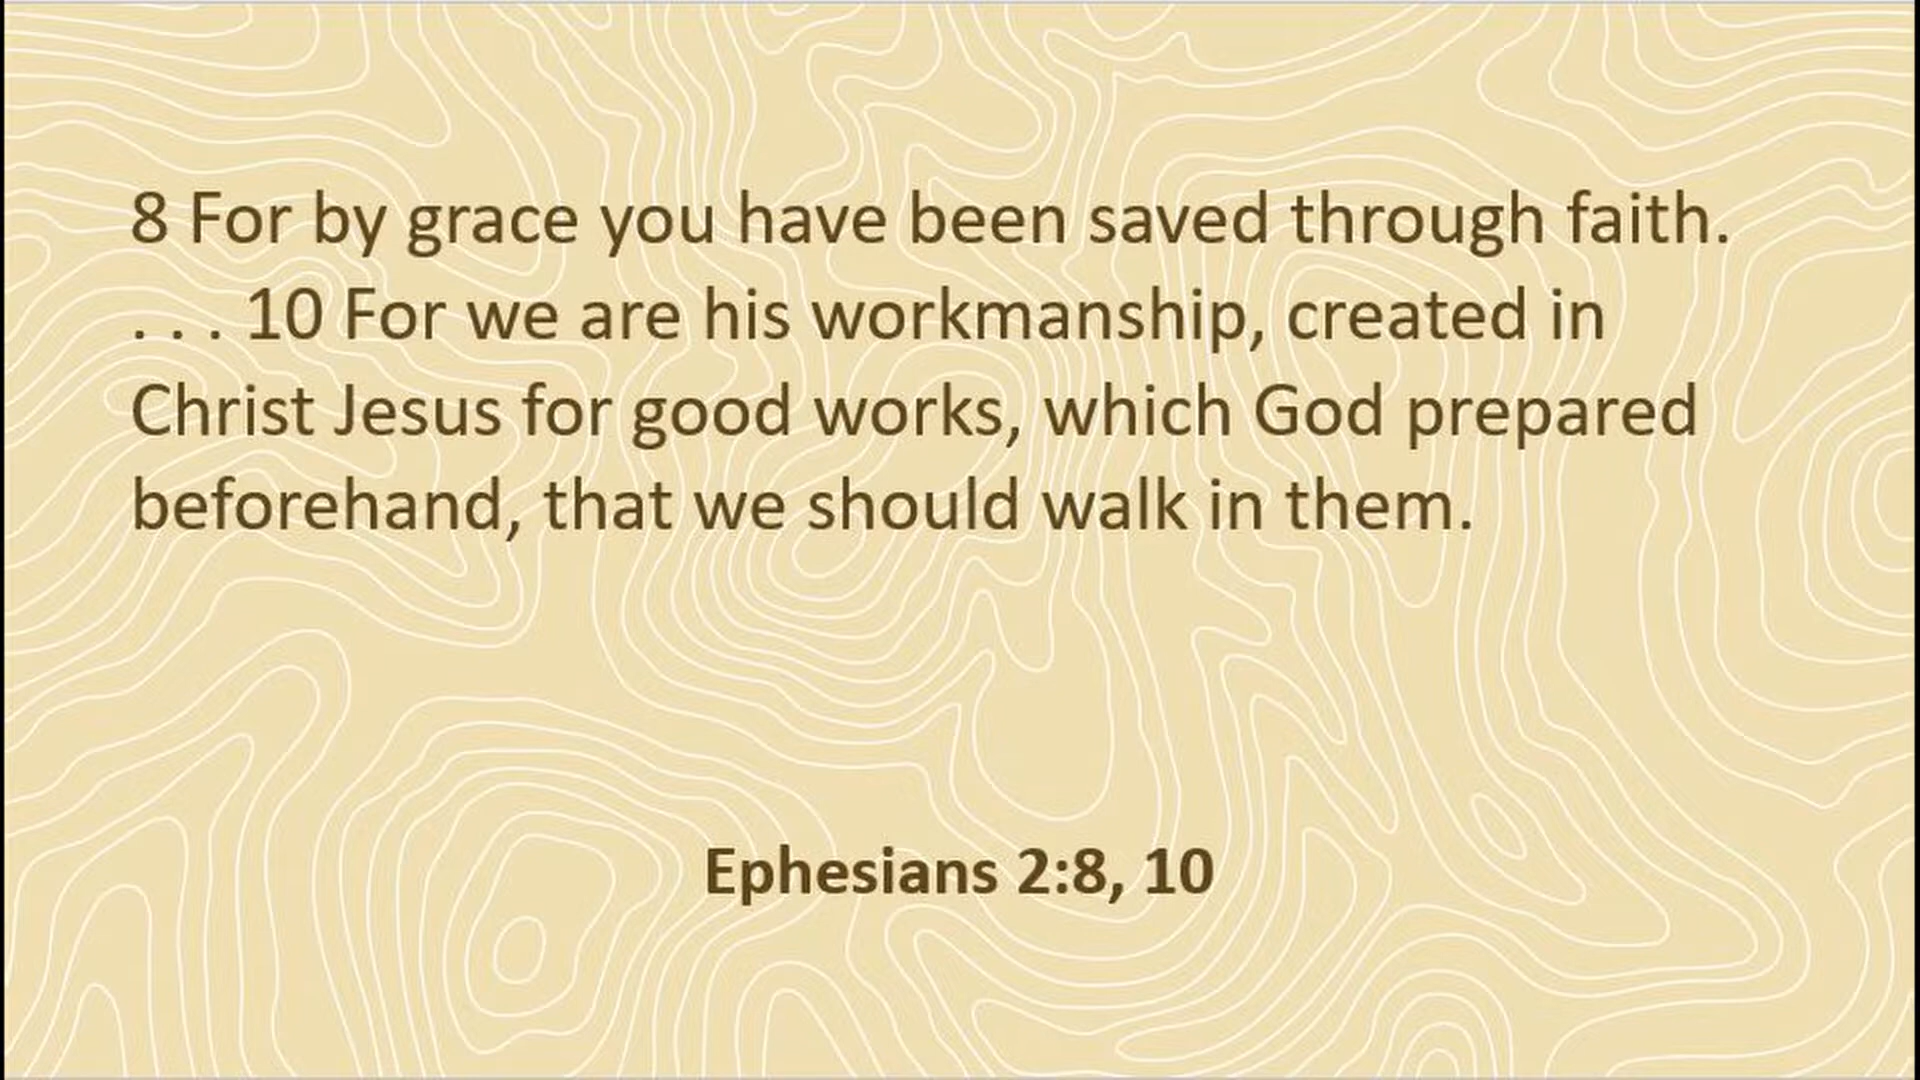 8 For by grace you have been saved through faith.
. . . 10 For we are his workmanship, created in
Christ Jesus for good works, which God prepared
beforehand, that we should walk in them.
Ephesians 2:8, 10